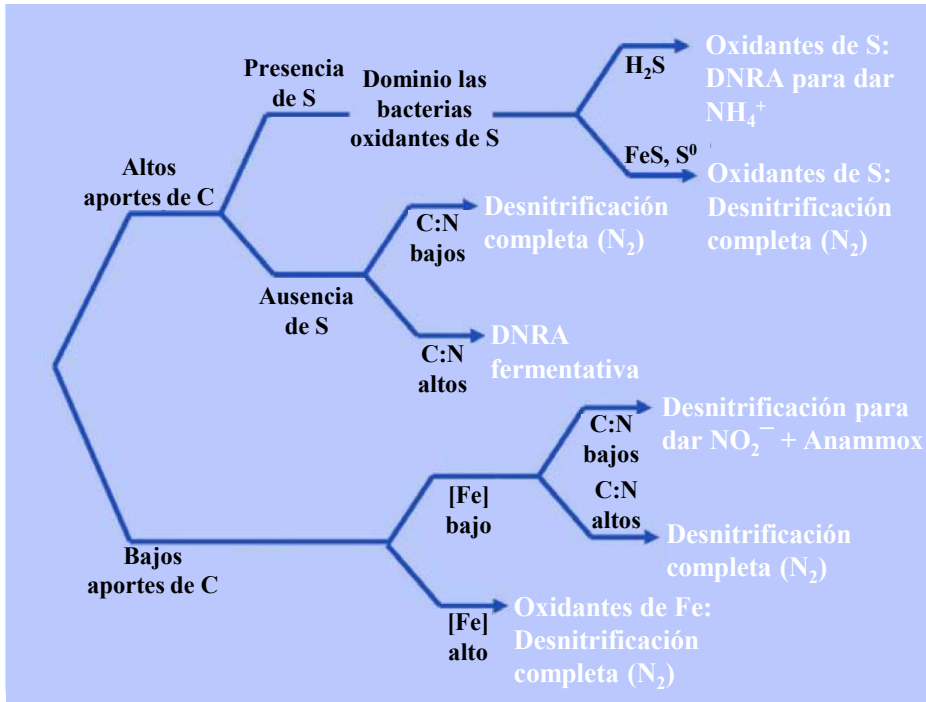 Presencia
de S
Dominio las
bacterias
oxidantes de S
H₂S
Oxidantes de S:
DNRA para dar
NH₄⁺
FeS, S⁰
Oxidantes de S:
Desnitrificación
completa (N₂)
Altos
aportes de C
C:N
bajos
Desnitrificación
completa (N₂)
Ausencia
de S
C:N
altos
DNRA
fermentativa
Bajos
aportes de C
[Fe]
bajo
C:N
bajos
Desnitrificación para
dar NO₂⁻ + Anammox
C:N
altos
Desnitrificación
completa (N₂)
[Fe]
alto
Oxidantes de Fe:
Desnitrificación
completa (N₂)